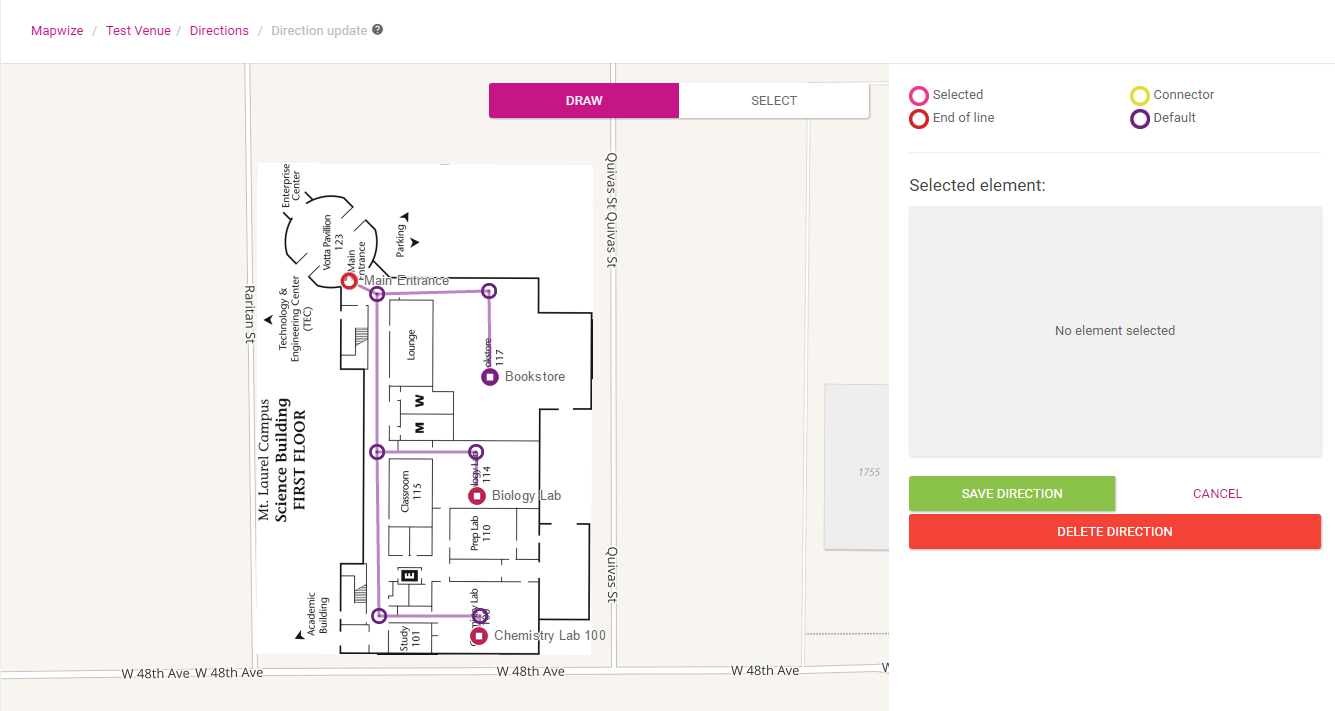 Mapwize / Test Venue / Directions / Direction update ?
DRAW
SELECT
Selected
Connector
End of line
Default
Selected element:
No element selected
SAVE DIRECTION
CANCEL
DELETE DIRECTION
Enterprise
Center
Votta Pavillion
123
Main
Entrance
Parking
Main Entrance
Technology &
Engineering Center
(TEC)
Lounge
117
Bookstore
W
M
Mt. Laurel Campus
Science Building
FIRST FLOOR
Classroom
115
114
Biology Lab
Prep Lab
110
E
Academic
Building
Study
101
Chemistry Lab 100
Raritan St
Quivas St Quivas St
Quivas St
1755
W 48th Ave W 48th Ave
W 48th Ave
W 48th Ave